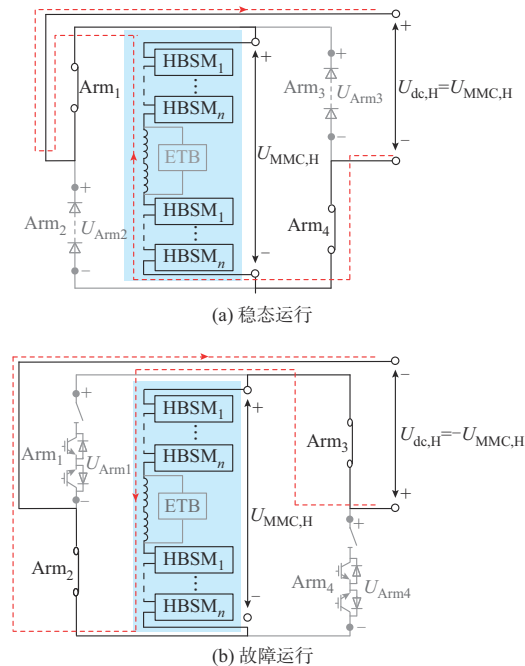 +
Arm1
HBSM1
HBSMn
ETB
HBSM1
HBSMn
+
UMMC,H
−
Arm3
+
UArm3
−
Udc,H=UMMC,H
−
+
Arm2
UArm2
−
Arm4
(a) 稳态运行
+
Arm1
UArm1
−
HBSM1
HBSMn
ETB
HBSM1
HBSMn
+
UMMC,H
−
Arm3
−
Udc,H=−UMMC,H
+
Arm2
+
Arm4
UArm4
−
(b) 故障运行